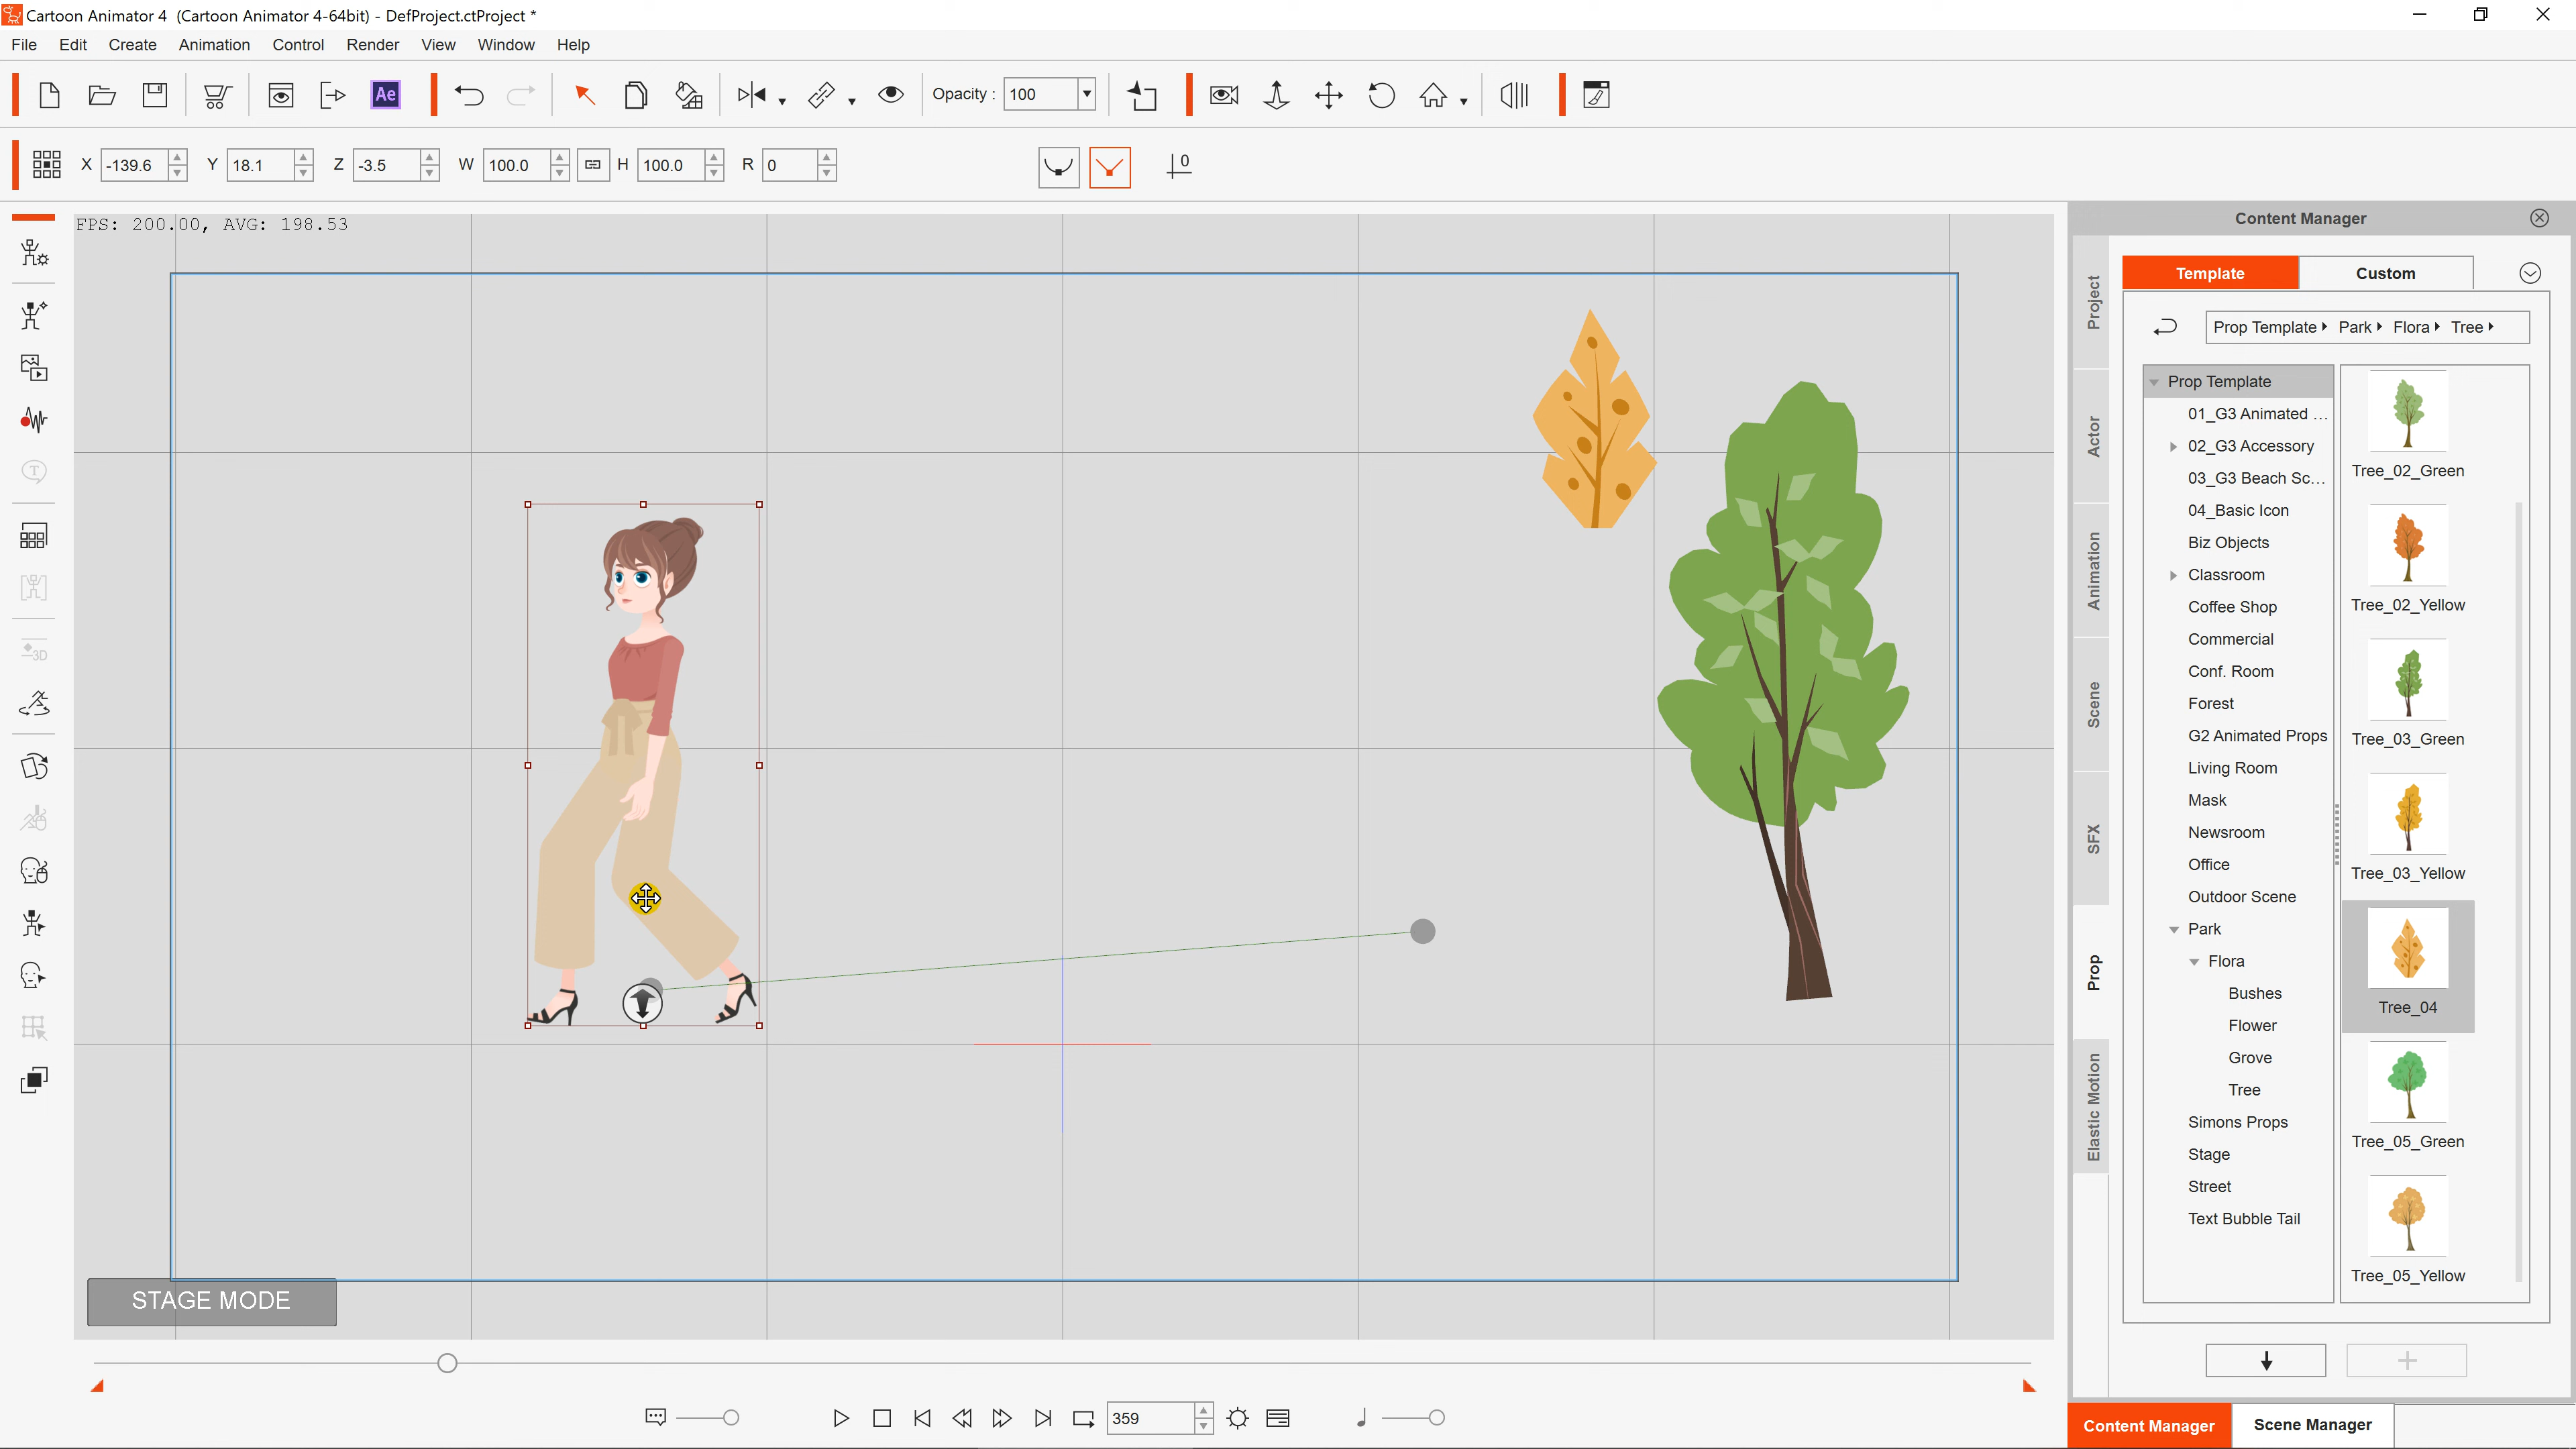 Cartoon Animator 4 (Cartoon Animator 4-64bit) - DefProject.ctProject *
File Edit Create Animation Control Render View Window Help
Ae
Opacity : 100
X -139.6 Y 18.1 Z -3.5 W 100.0 H 100.0 R 0
0
FPS: 200.00, AVG: 198.53
T
3D
STAGE MODE
359
Content Manager
Project
Actor
Animation
Scene
SFX
Prop
Elastic Motion
Template Custom
Prop Template Park Flora Tree
Prop Template
01_G3 Animated ...
02_G3 Accessory
03_G3 Beach Sc...
04_Basic Icon
Biz Objects
Classroom
Coffee Shop
Commercial
Conf. Room
Forest
G2 Animated Props
Living Room
Mask
Newsroom
Office
Outdoor Scene
Park
Flora
Bushes
Flower
Grove
Tree
Simons Props
Stage
Street
Text Bubble Tail
Tree_02_Green
Tree_02_Yellow
Tree_03_Green
Tree_03_Yellow
Tree_04
Tree_05_Green
Tree_05_Yellow
Content Manager Scene Manager